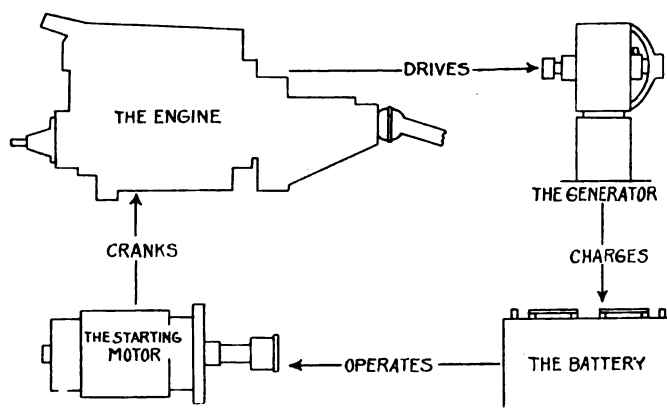 THE ENGINE
DRIVES
THE GENERATOR
CHARGES
THE BATTERY
OPERATES
THE STARTING
MOTOR
CRANKS